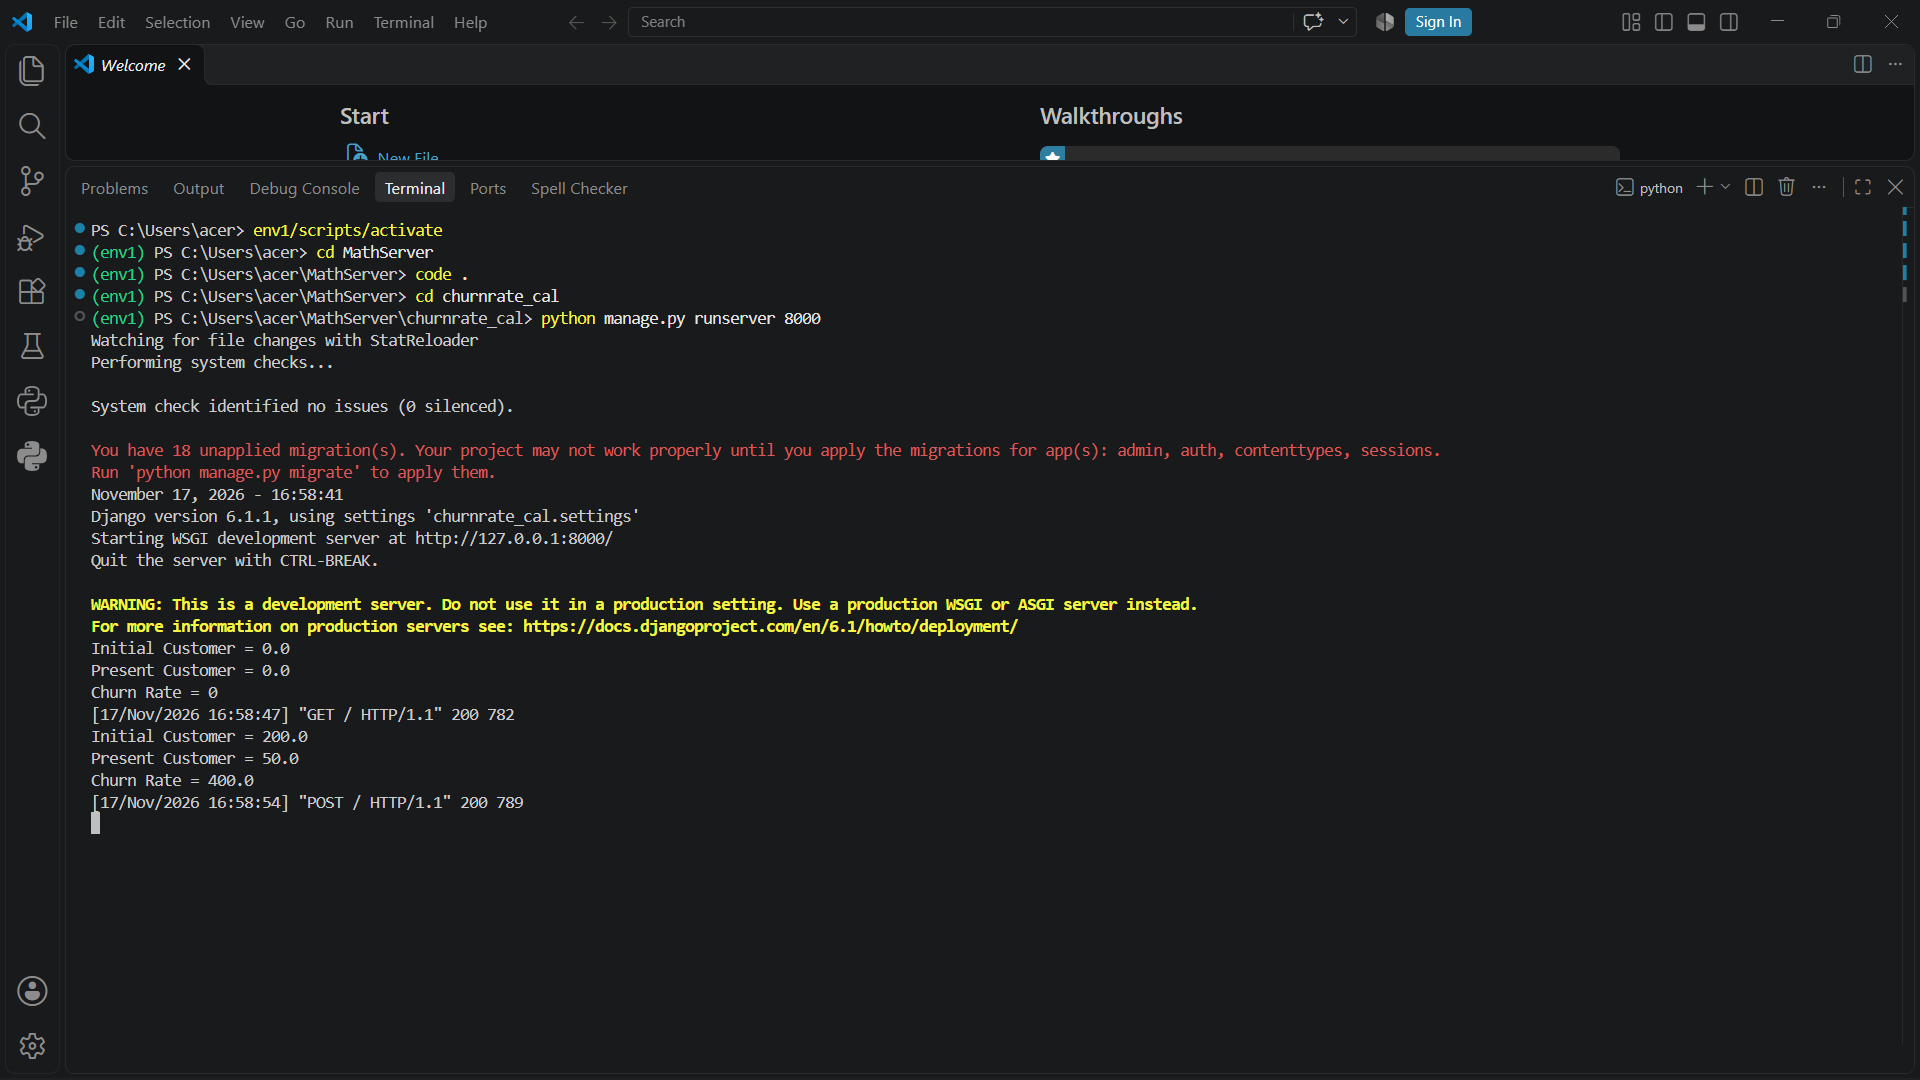 File Edit Selection View Go Run Terminal Help Search Sign In
Welcome
Start Walkthroughs
New File
Problems Output Debug Console Terminal Ports Spell Checker python
PS C:\Users\acer> env1/scripts/activate
(env1) PS C:\Users\acer> cd MathServer
(env1) PS C:\Users\acer\MathServer> code .
(env1) PS C:\Users\acer\MathServer> cd churnrate_cal
(env1) PS C:\Users\acer\MathServer\churnrate_cal> python manage.py runserver 8000
Watching for file changes with StatReloader
Performing system checks...
System check identified no issues (0 silenced).
You have 18 unapplied migration(s). Your project may not work properly until you apply the migrations for app(s): admin, auth, contenttypes, sessions.
Run 'python manage.py migrate' to apply them.
November 17, 2026 - 16:58:41
Django version 6.1.1, using settings 'churnrate_cal.settings'
Starting WSGI development server at http://127.0.0.1:8000/
Quit the server with CTRL-BREAK.
WARNING: This is a development server. Do not use it in a production setting. Use a production WSGI or ASGI server instead.
For more information on production servers see: https://docs.djangoproject.com/en/6.1/howto/deployment/
Initial Customer = 0.0
Present Customer = 0.0
Churn Rate = 0
[17/Nov/2026 16:58:47] "GET / HTTP/1.1" 200 782
Initial Customer = 200.0
Present Customer = 50.0
Churn Rate = 400.0
[17/Nov/2026 16:58:54] "POST / HTTP/1.1" 200 789